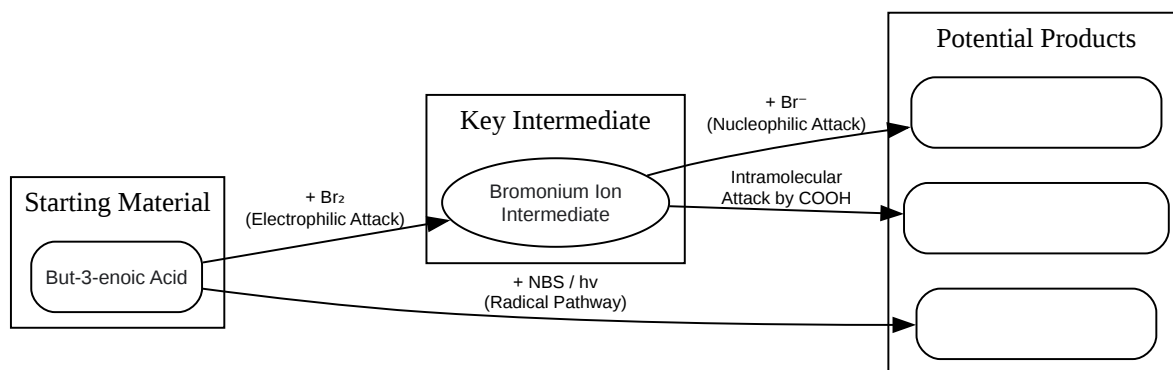 Starting Material
But-3-enoic Acid
+ Br₂
(Electrophilic Attack)
Key Intermediate
Bromonium Ion
Intermediate
+ Br⁻
(Nucleophilic Attack)
Intramolecular
Attack by COOH
+ NBS / hv
(Radical Pathway)
Potential Products